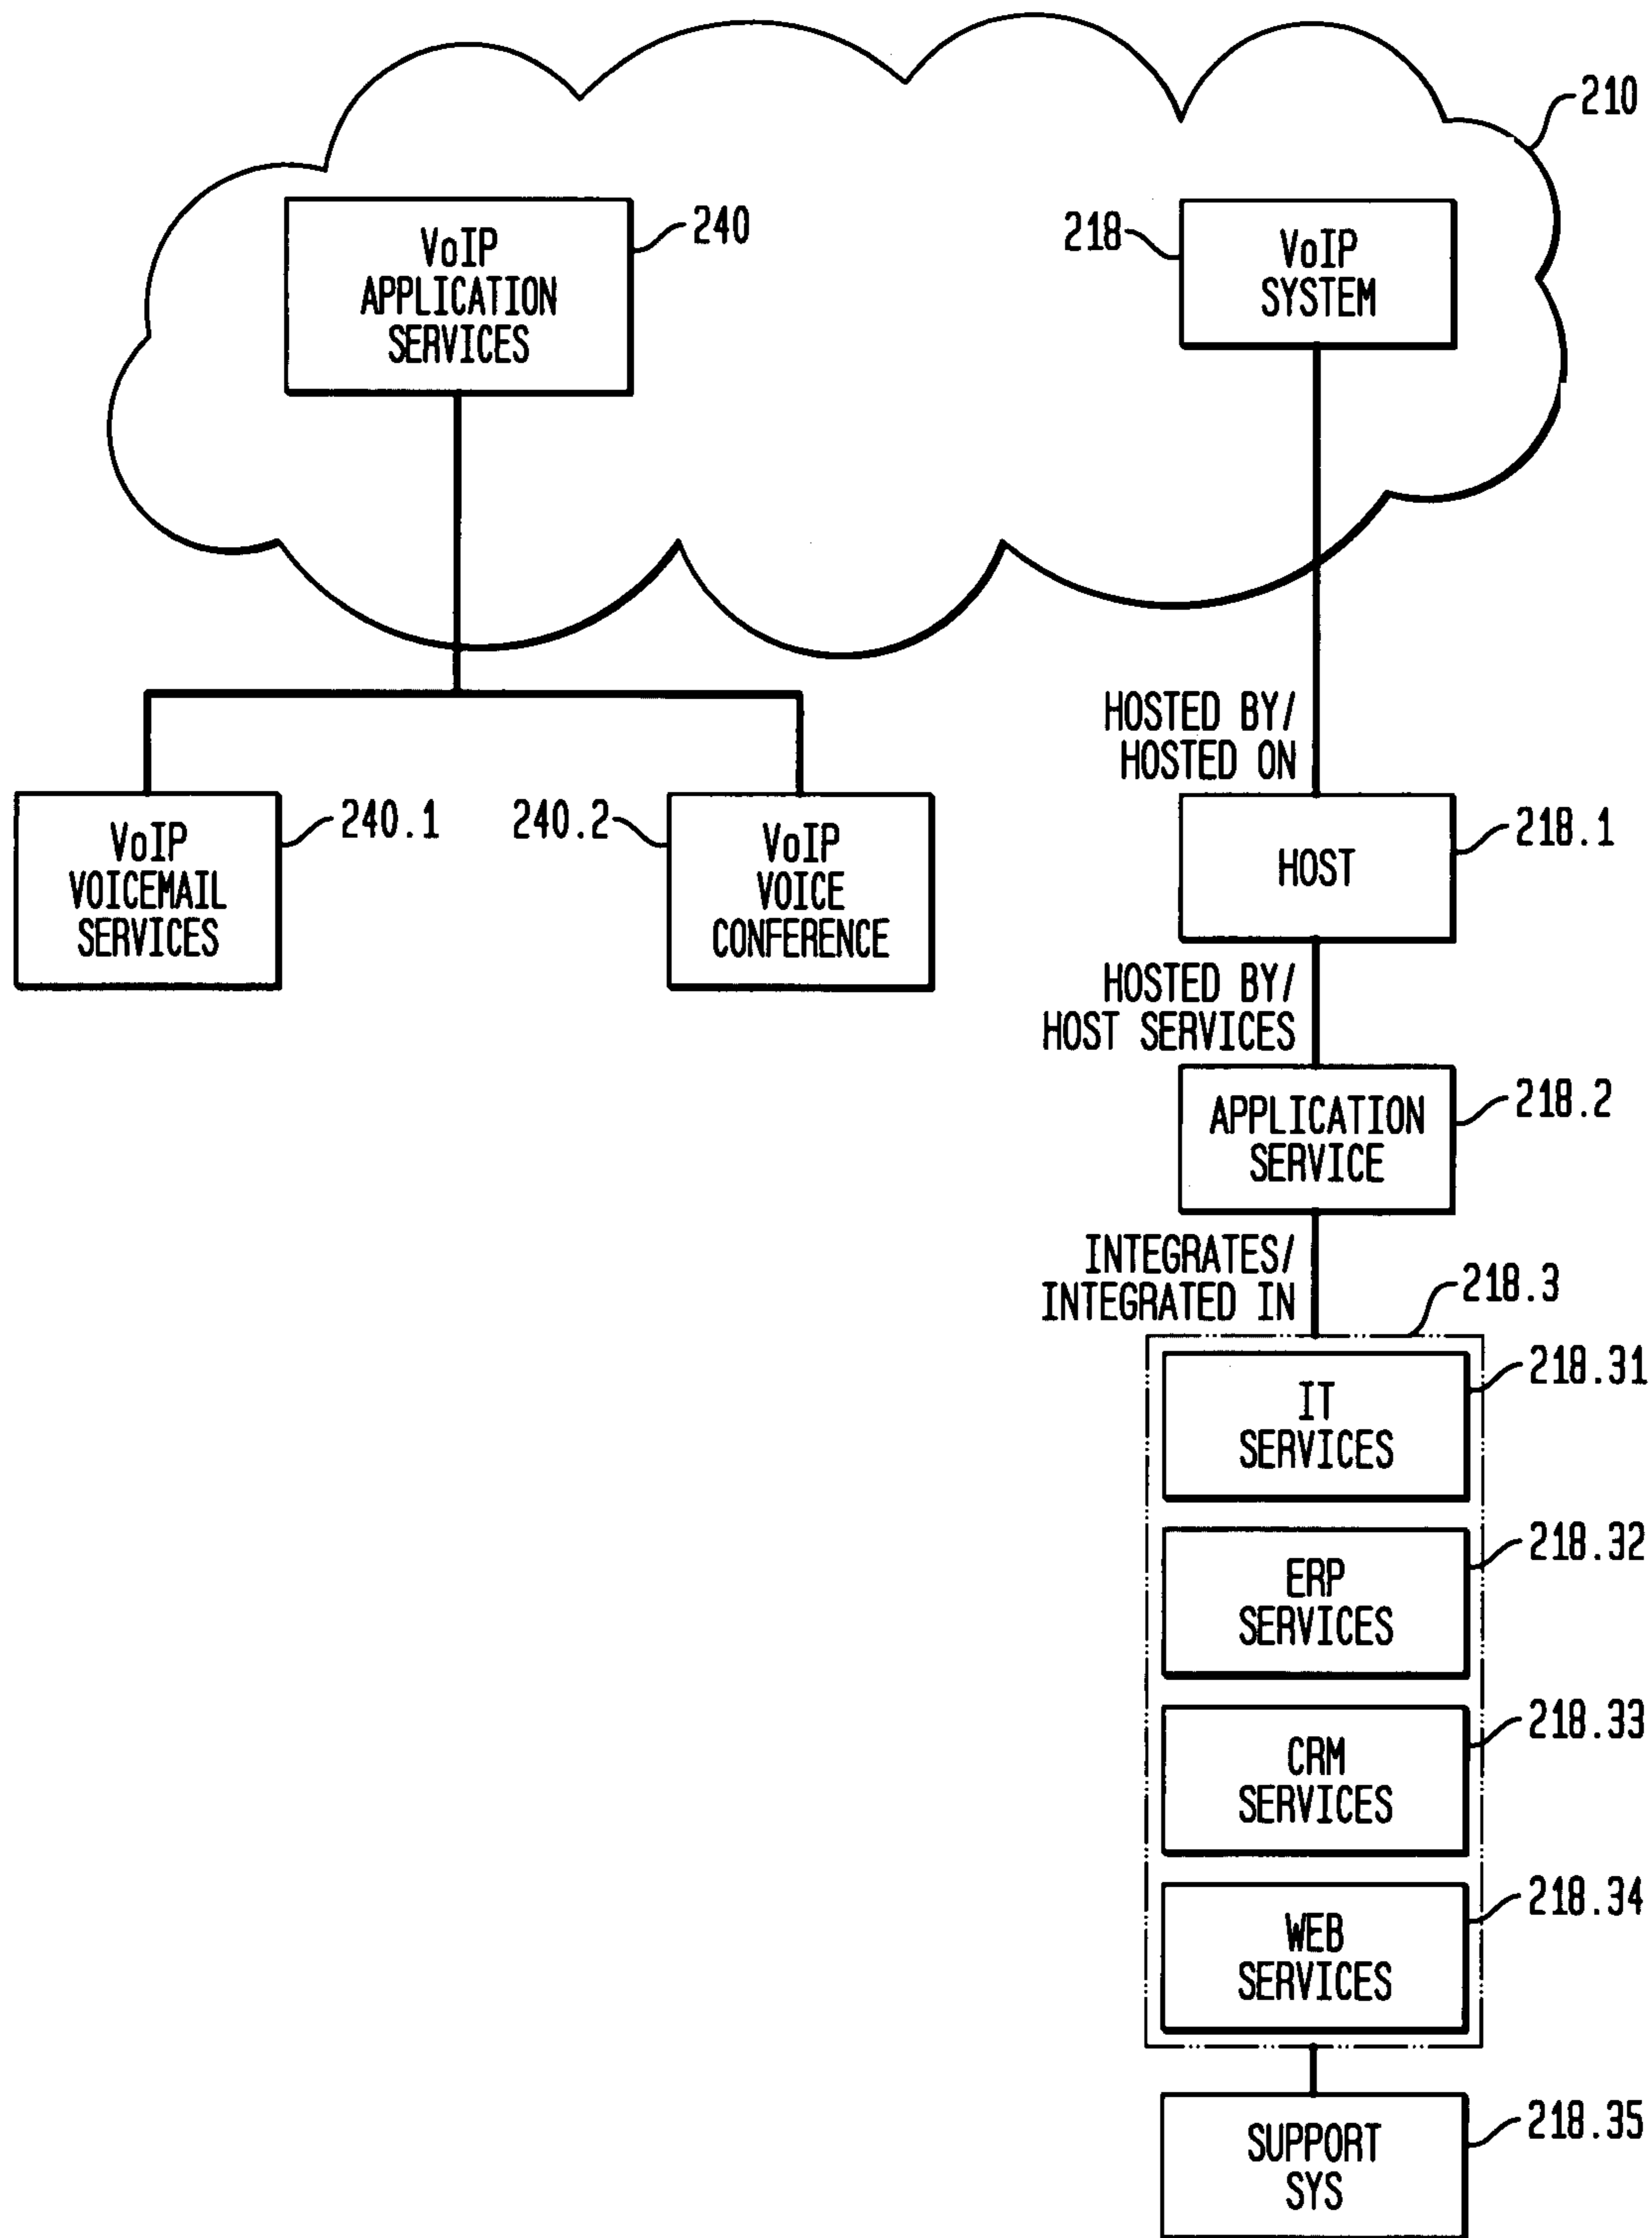 210
VoIP
APPLICATION
SERVICES
240
218
VoIP
SYSTEM
HOSTED BY/
HOSTED ON
VoIP
VOICEMAIL
SERVICES
240.1
240.2
VoIP
VOICE
CONFERENCE
HOST
218.1
HOSTED BY/
HOST SERVICES
APPLICATION
SERVICE
218.2
INTEGRATES/
INTEGRATED IN
218.3
IT
SERVICES
218.31
ERP
SERVICES
218.32
CRM
SERVICES
218.33
WEB
SERVICES
218.34
SUPPORT
SYS
218.35